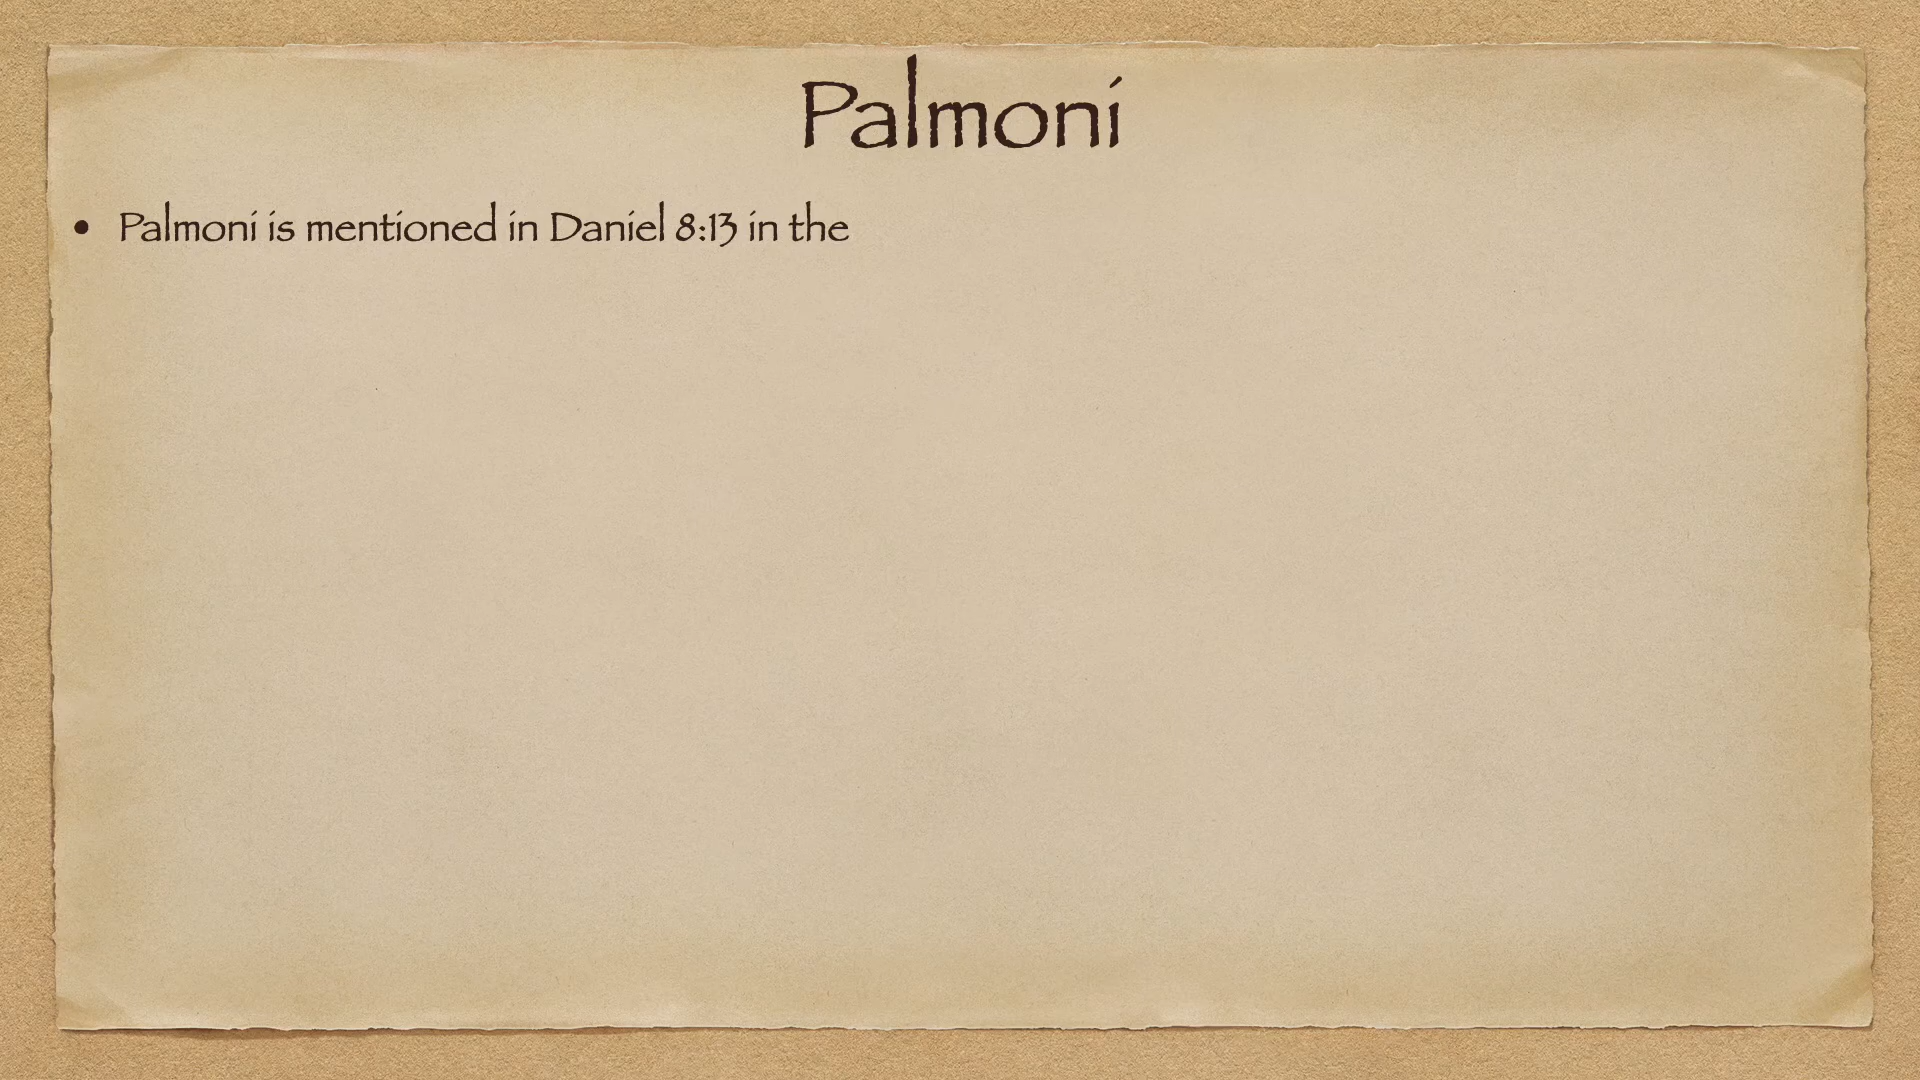 Palmoni
• Palmoni is mentioned in Daniel 8:13 in the